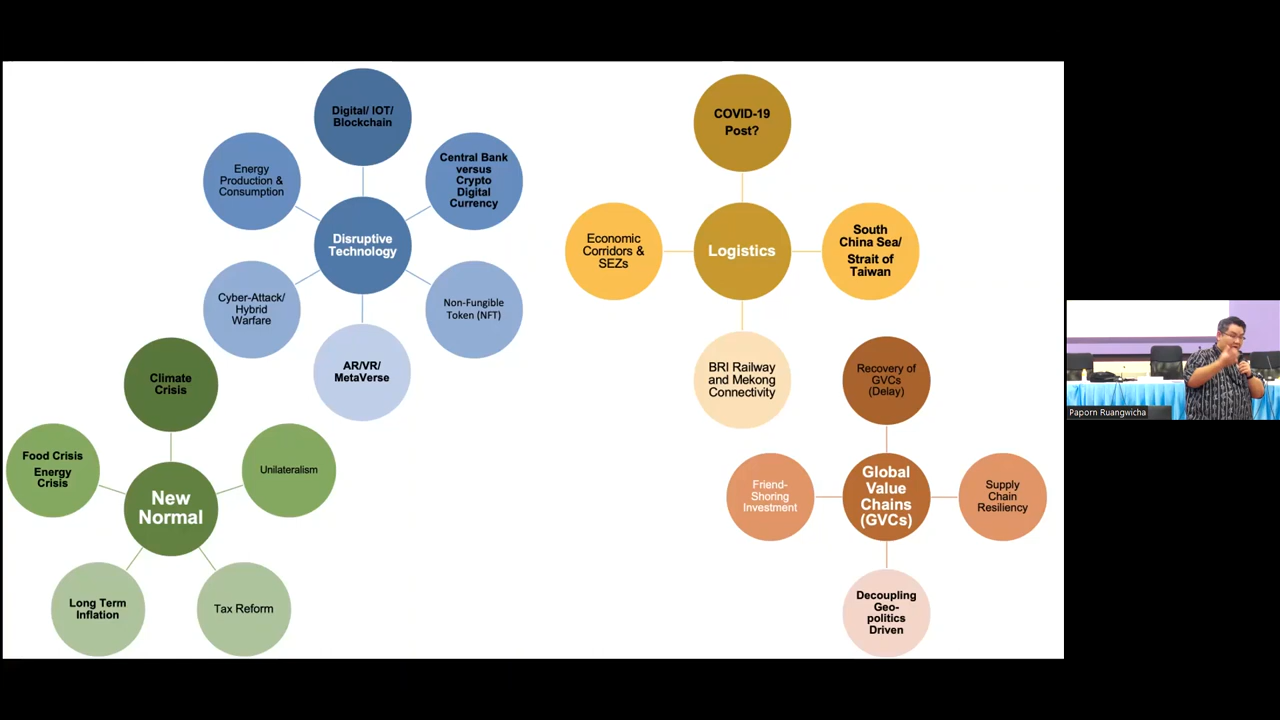 Digital/ IOT/
Blockchain
Energy
Production &
Consumption
Central Bank
versus
Crypto
Digital
Currency
Disruptive
Technology
Cyber-Attack/
Hybrid
Warfare
Non-Fungible
Token (NFT)
AR/VR/
MetaVerse
COVID-19
Post?
Economic
Corridors &
SEZs
Logistics
South
China Sea/
Strait of
Taiwan
BRI Railway
and Mekong
Connectivity
Climate
Crisis
Food Crisis
Energy
Crisis
Unilateralism
New
Normal
Long Term
Inflation
Tax Reform
Recovery of
GVCs
(Delay)
Friend-
Shoring
Investment
Global
Value
Chains
(GVCs)
Supply
Chain
Resiliency
Decoupling
Geo-
politics
Driven
Paporn Ruangwicha